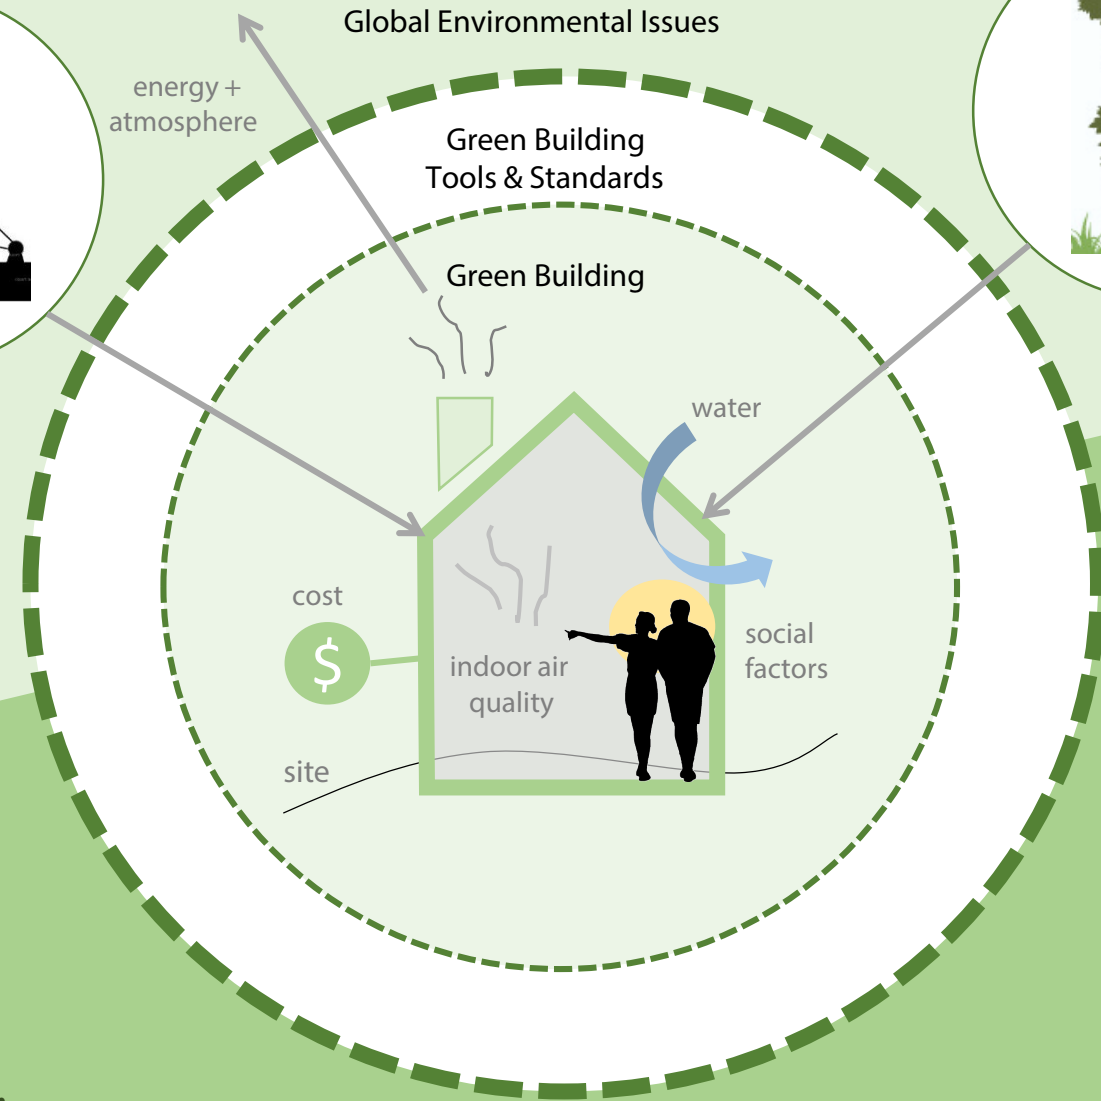 Global Environmental Issues
energy +
atmosphere
Green Building
Tools & Standards
Green Building
water
cost
$
social
factors
indoor air
quality
site